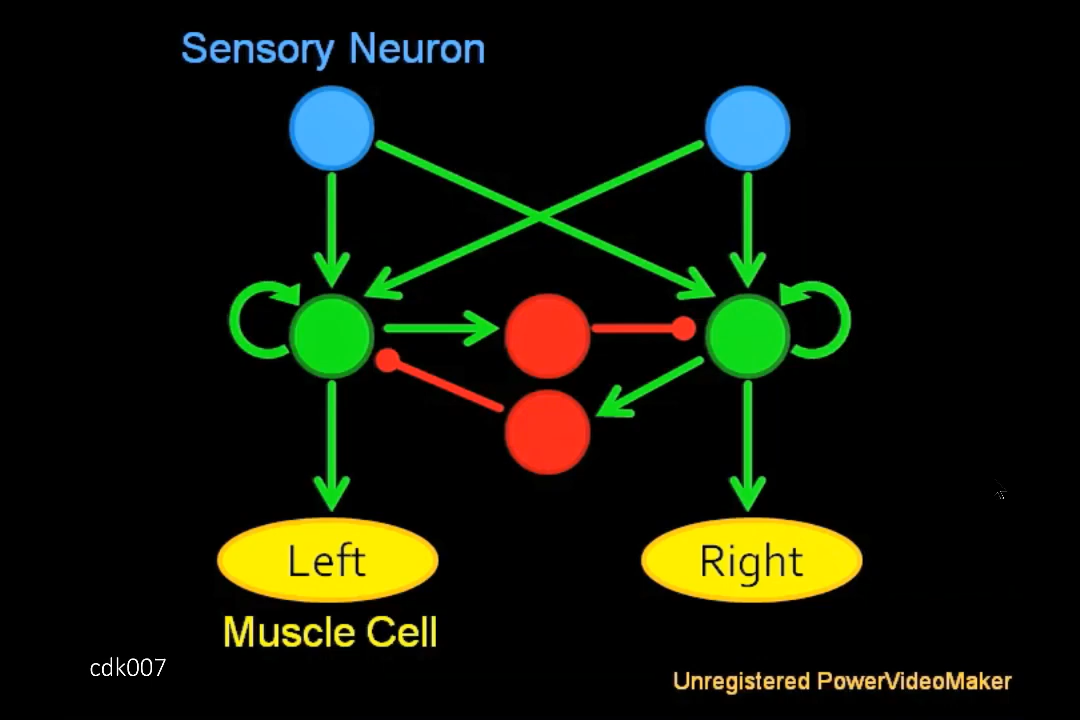 Sensory Neuron
Left
Right
Muscle Cell
cdk007
Unregistered PowerVideoMaker